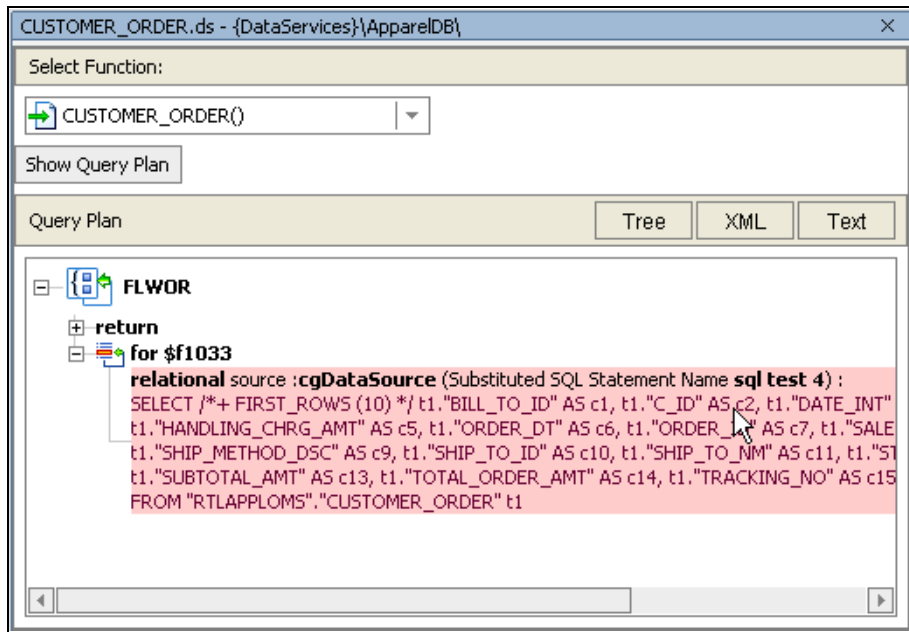 CUSTOMER_ORDER.ds - {DataServices}\ApparelDB\
Select Function:
CUSTOMER_ORDER()
Show Query Plan
Query Plan Tree XML Text
FLWOR
return
for $f1033
relational source :cgDataSource (Substituted SQL Statement Name sql test 4) :
SELECT /*+ FIRST_ROWS (10) */ t1."BILL_TO_ID" AS c1, t1."C_ID" AS c2, t1."DATE_INT"
t1."HANDLING_CHRG_AMT" AS c5, t1."ORDER_DT" AS c6, AS c7, t1."SALE
t1."SHIP_METHOD_DSC" AS c9, t1."SHIP_TO_ID" AS c10, t1."SHIP_TO_NM" AS c11, t1."ST
t1."SUBTOTAL_AMT" AS c13, t1."TOTAL_ORDER_AMT" AS c14, t1."TRACKING_NO" AS c15
FROM "RTLAPPLOMS"."CUSTOMER_ORDER" t1